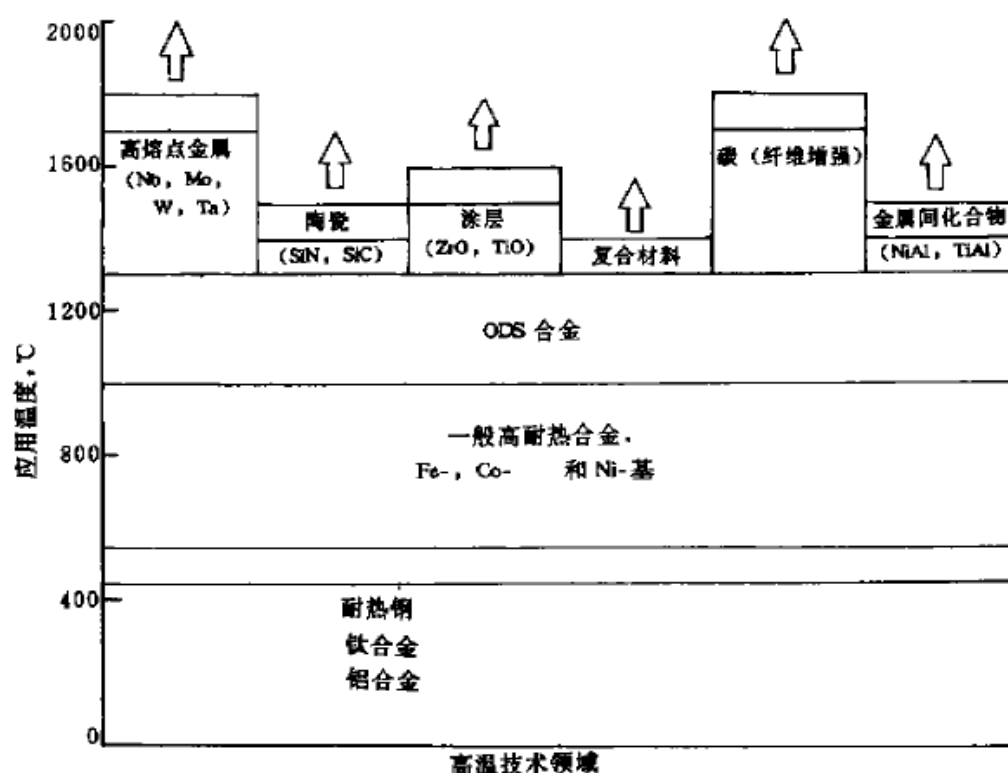 2000
1600
1200
800
400
0
应用温度,℃
高熔点金属
(Nb, Mo,
W, Ta)
陶瓷
(SiN, SiC)
涂层
(ZrO, TiO)
复合材料
碳(纤维增强)
金属间化合物
(NiAl, TiAl)
ODS 合金
一般高耐热合金.
Fe-, Co- 和 Ni-基
耐热钢
钛合金
铝合金
高温技术领域